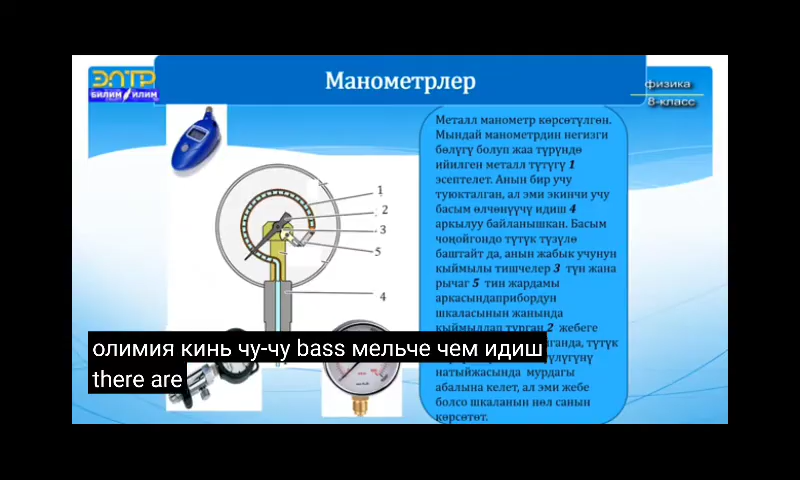 ЭЛТР
БИЛИМ ИЛИМ
Манометрлер
физика
8-класс
Металл манометр көрсөтүлгөн.
Мындай манометрдин негизги
бөлүгү болуп жаа түрүндө
ийилген металл түтүгү 1
эсептелет. Анын бир учу
туюкталган, ал эми экинчи учу
басым өлчөнүүчү идиш 4
аркылуу байланышкан. Басым
чоңойгондо түтүк түзүлө
баштайт да, анын жабык учунун
кыймылы тишчелер 3 түн жана
рычаг 5 тин жардамы
аркасындаприбордун
шкаласынын жанында
кыймылдап турган 2 жебеге
түтүк
натыйжасында мурдагы
абалына келет, ал эми жебе
болсо шкаланын нөл санын
көрсөтөт.
1
2
3
5
4
олимия кинь чу-чу bass мельче чем идиш
there are